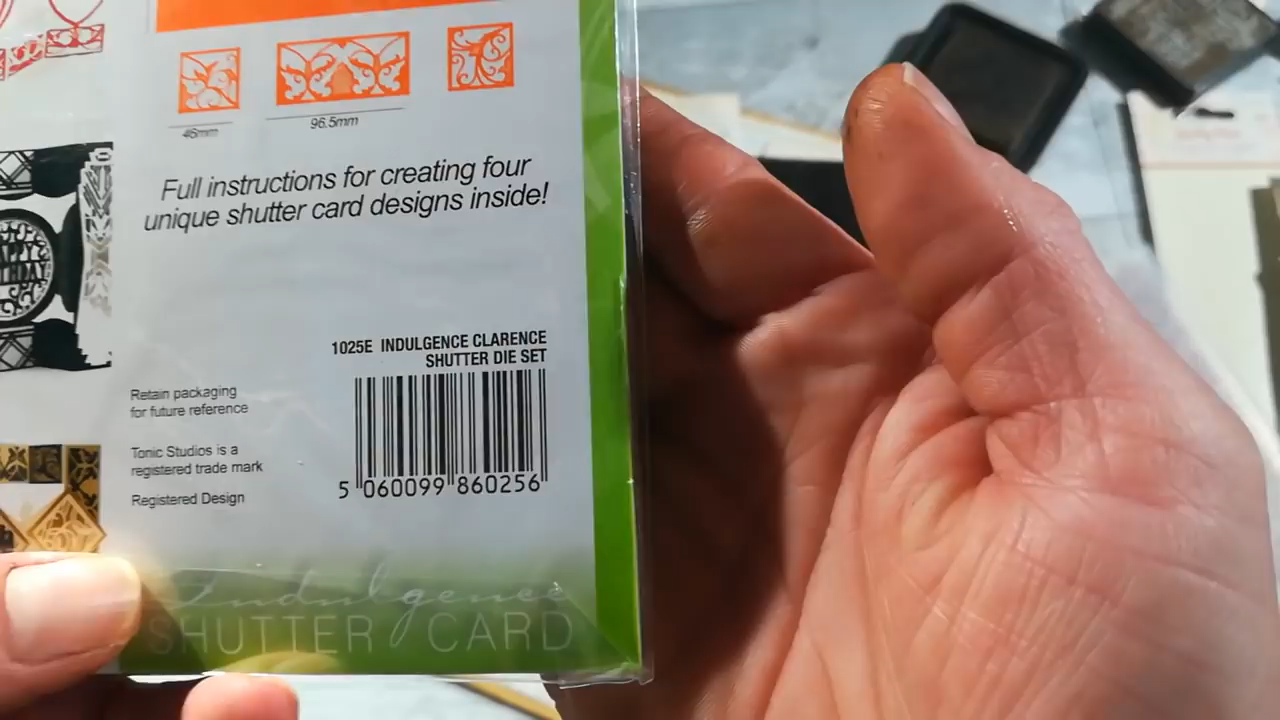 46mm
96.5mm
Full instructions for creating four
unique shutter card designs inside!
1025E INDULGENCE CLARENCE
SHUTTER DIE SET
Retain packaging
for future reference
Tonic Studios is a
registered trade mark
Registered Design
5 060099 860256
Indulgence
SHUTTER CARD